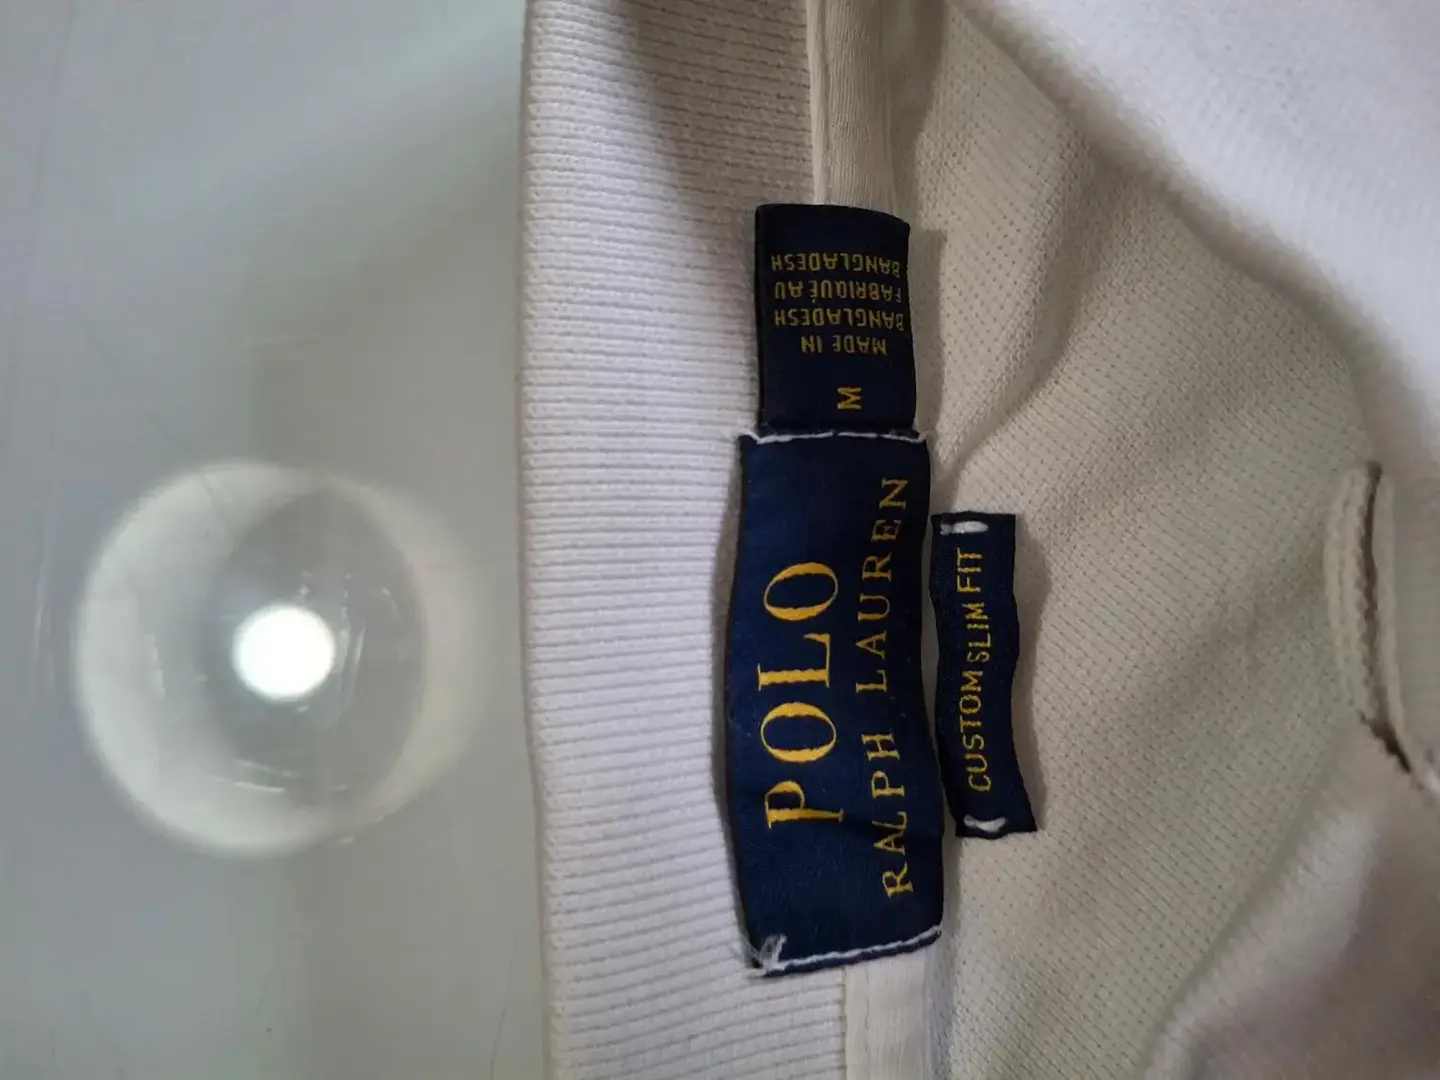 POLO
RALPH LAUREN
CUSTOM SLIM FIT
M
MADE IN
BANGLADESH
FABRIQUÉ AU
BANGLADESH